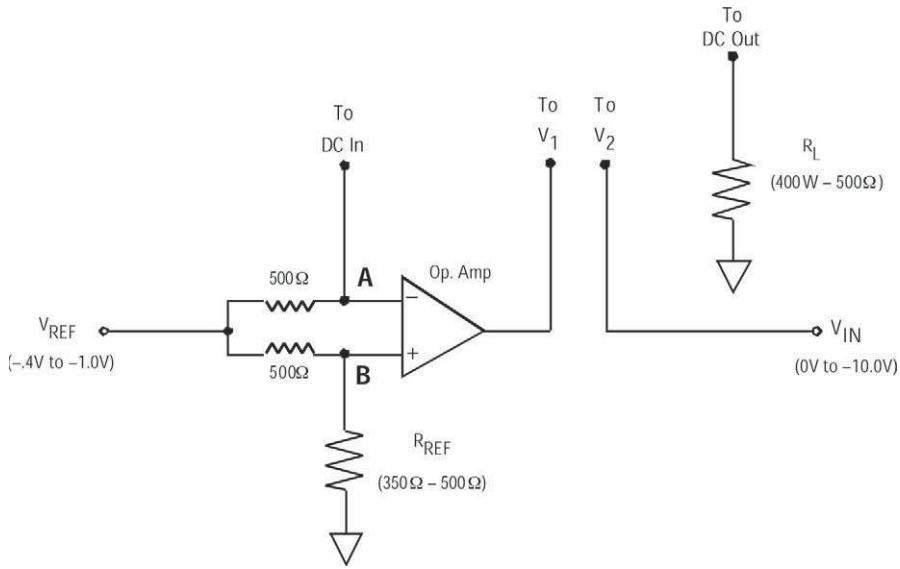 To
DC Out
To
DC In
To
V1
To
V2
RL
(400W – 500Ω)
500Ω
A
Op. Amp
−
+
VREF
(–.4V to –1.0V)
500Ω
B
VIN
(0V to –10.0V)
RREF
(350Ω – 500Ω)